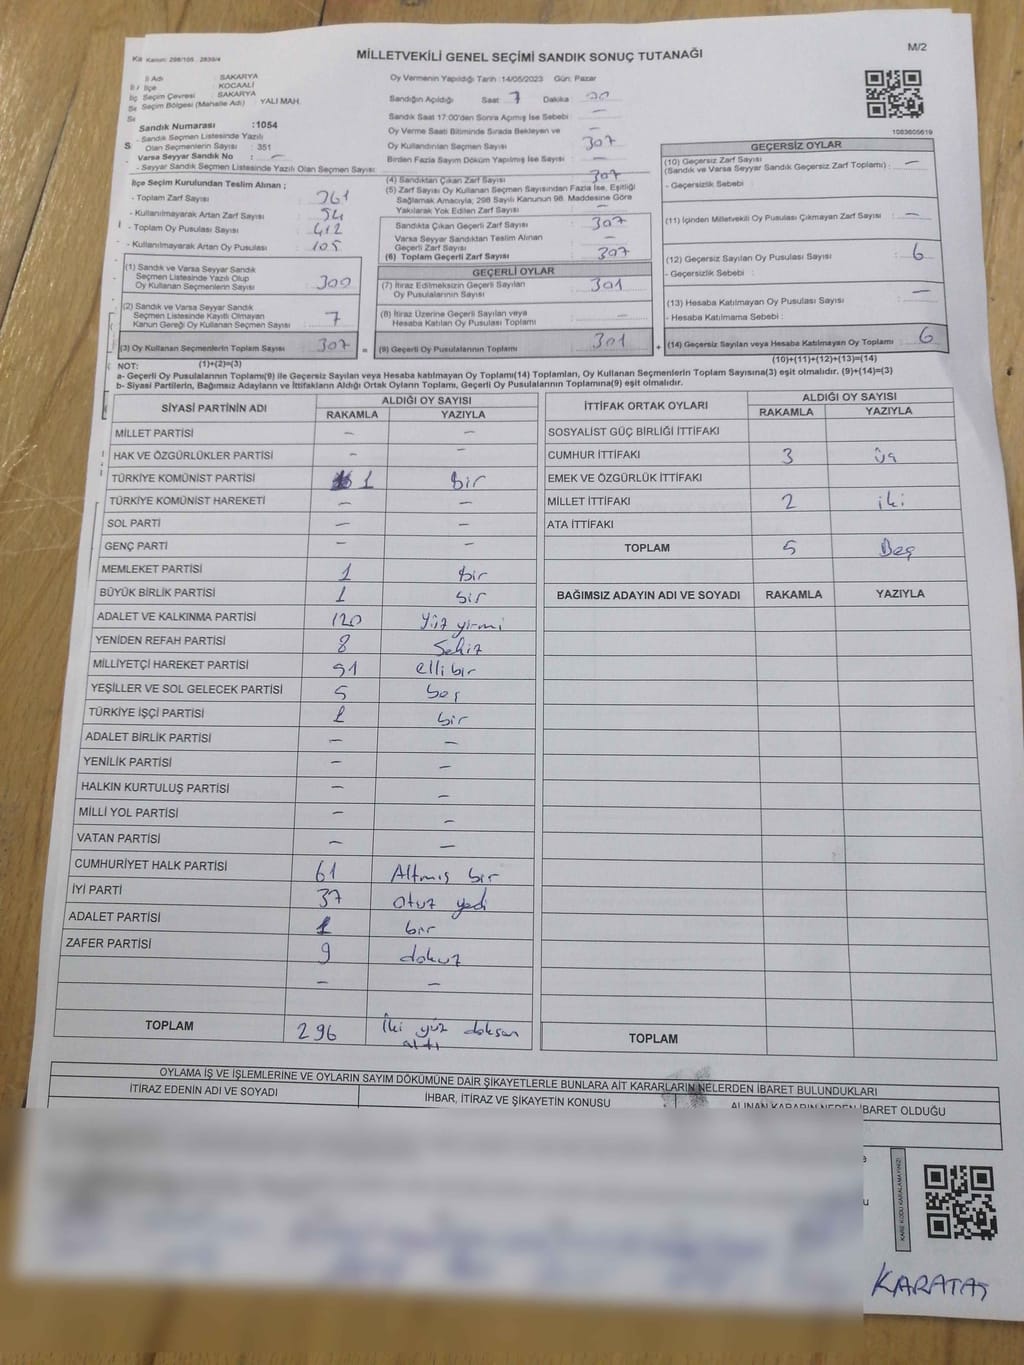 Kanun: 298/105 2839/4
MİLLETVEKİLİ GENEL SEÇİMİ SANDIK SONUÇ TUTANAĞI
M/2
İl Adı : SAKARYA
İlçe : KOCAALİ
Seçim Çevresi : SAKARYA
Seçim Bölgesi (Mahalle Adı) : YALI MAH.
Sandık Numarası :1054
- Sandık Seçmen Listesinde Yazılı
Olan Seçmenlerin Sayısı : 351
Varsa Seyyar Sandık No : —
- Seyyar Sandık Seçmen Listesinde Yazılı Olan Seçmen Sayısı
İlçe Seçim Kurulundan Teslim Alınan ;
- Toplam Zarf Sayısı : 361
- Kullanılmayarak Artan Zarf Sayısı : 54
- Toplam Oy Pusulası Sayısı : 412
- Kullanılmayarak Artan Oy Pusulası : 105
(1) Sandık ve Varsa Seyyar Sandık
Seçmen Listesinde Yazılı Olup
Oy Kullanan Seçmenlerin Sayısı : 300
(2) Sandık ve Varsa Seyyar Sandık
Seçmen Listesinde Kayıtlı Olmayan
Kanun Gereği Oy Kullanan Seçmen Sayısı : 7
(3) Oy Kullanan Seçmenlerin Toplam Sayısı : 307
(1)+(2)=(3)
Oy Vermenin Yapıldığı Tarih :14/05/2023 Gün: Pazar
Sandığın Açıldığı Saat 7 Dakika
Sandık Saat 17:00'den Sonra Açılmış İse Sebebi : —
Oy Verme Saati Bitiminde Sırada Bekleyen ve
Oy Kullandırılan Seçmen Sayısı : 307
Birden Fazla Sayım Döküm Yapılmış İse Sayısı : —
(4) Sandıktan Çıkan Zarf Sayısı : 307
(5) Zarf Sayısı Oy Kullanan Seçmen Sayısından Fazla İse, Eşitliği
Sağlamak Amacıyla; 298 Sayılı Kanunun 98. Maddesine Göre
Yakılarak Yok Edilen Zarf Sayısı : —
Sandıkta Çıkan Geçerli Zarf Sayısı : 307
Varsa Seyyar Sandıktan Teslim Alınan
Geçerli Zarf Sayısı : —
(6) Toplam Geçerli Zarf Sayısı : 307
GEÇERLİ OYLAR
(7) İtiraz Edilmeksizin Geçerli Sayılan
Oy Pusulalarının Sayısı : 301
(8) İtiraz Üzerine Geçerli Sayılan veya
Hesaba Katılan Oy Pusulası Toplamı : —
= (9) Geçerli Oy Pusulalarının Toplamı : 301 +
1083605619
GEÇERSİZ OYLAR
(10) Geçersiz Zarf Sayısı
(Sandık ve Varsa Seyyar Sandık Geçersiz Zarf Toplamı) : —
- Geçersizlik Sebebi :
(11) İçinden Milletvekili Oy Pusulası Çıkmayan Zarf Sayısı : —
(12) Geçersiz Sayılan Oy Pusulası Sayısı : 6
- Geçersizlik Sebebi :
(13) Hesaba Katılmayan Oy Pusulası Sayısı : —
- Hesaba Katılmama Sebebi :
(14) Geçersiz Sayılan veya Hesaba Katılmayan Oy Toplamı : 6
(10)+(11)+(12)+(13)=(14)
NOT:
a- Geçerli Oy Pusulalarının Toplamı(9) ile Geçersiz Sayılan veya Hesaba katılmayan Oy Toplamı(14) Toplamları, Oy Kullanan Seçmenlerin Toplam Sayısına(3) eşit olmalıdır. (9)+(14)=(3)
b- Siyasi Partilerin, Bağımsız Adayların ve İttifakların Aldığı Ortak Oyların Toplamı, Geçerli Oy Pusulalarının Toplamına(9) eşit olmalıdır.
SİYASİ PARTİNİN ADI ALDIĞI OY SAYISI
RAKAMLA YAZIYLA
MİLLET PARTİSİ — —
HAK VE ÖZGÜRLÜKLER PARTİSİ — —
TÜRKİYE KOMÜNİST PARTİSİ 1 bir
TÜRKİYE KOMÜNİST HAREKETİ — —
SOL PARTİ — —
GENÇ PARTİ — —
MEMLEKET PARTİSİ 1 bir
BÜYÜK BİRLİK PARTİSİ 1 bir
ADALET VE KALKINMA PARTİSİ 120 Yüz yirmi
YENİDEN REFAH PARTİSİ 8 Sekiz
MİLLİYETÇİ HAREKET PARTİSİ 51 elli bir
YEŞİLLER VE SOL GELECEK PARTİSİ 5 beş
TÜRKİYE İŞÇİ PARTİSİ 1 bir
ADALET BİRLİK PARTİSİ — —
YENİLİK PARTİSİ — —
HALKIN KURTULUŞ PARTİSİ — —
MİLLİ YOL PARTİSİ — —
VATAN PARTİSİ — —
CUMHURİYET HALK PARTİSİ 61 Altmış bir
İYİ PARTİ 37 otuz yedi
ADALET PARTİSİ 1 bir
ZAFER PARTİSİ 9 dokuz
— —
TOPLAM 296 İki yüz doksan
altı
İTTİFAK ORTAK OYLARI ALDIĞI OY SAYISI
RAKAMLA YAZIYLA
SOSYALİST GÜÇ BİRLİĞİ İTTİFAKI
CUMHUR İTTİFAKI 3 üç
EMEK VE ÖZGÜRLÜK İTTİFAKI
MİLLET İTTİFAKI 2 iki
ATA İTTİFAKI
TOPLAM 5 Beş
BAĞIMSIZ ADAYIN ADI VE SOYADI RAKAMLA YAZIYLA
TOPLAM
OYLAMA İŞ VE İŞLEMLERİNE VE OYLARIN SAYIM DÖKÜMÜNE DAİR ŞİKAYETLERLE BUNLARA AİT KARARLARIN NELERDEN İBARET BULUNDUKLARI
İTİRAZ EDENİN ADI VE SOYADI İHBAR, İTİRAZ VE ŞİKAYETİN KONUSU ALINAN KARARIN NEDEN İBARET OLDUĞU
KARE KODU KARALAMAYINIZ!
KARATAŞ